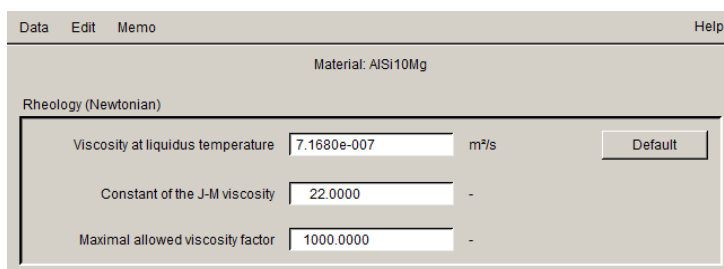 Data Edit Memo Help
Material: AlSi10Mg
Rheology (Newtonian)
Viscosity at liquidus temperature 7.1680e-007 m²/s Default
Constant of the J-M viscosity 22.0000 -
Maximal allowed viscosity factor 1000.0000 -